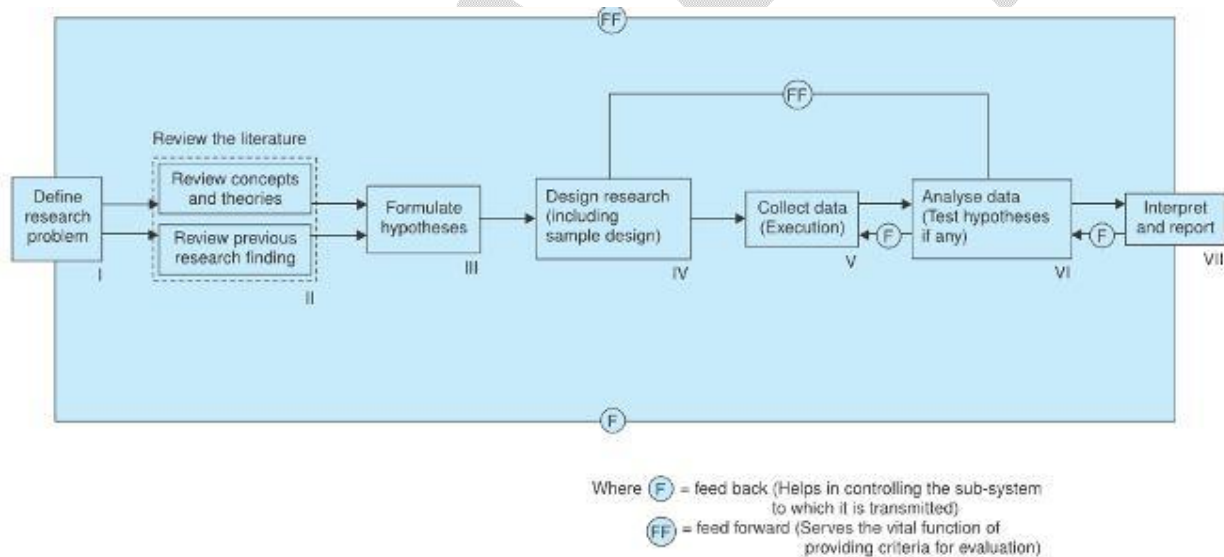 FF
FF
Review the literature
Define
research
problem
I
Review concepts
and theories
Review previous
research finding
II
Formulate
hypotheses
III
Design research
(including
sample design)
IV
Collect data
(Execution)
V
F
Analyse data
(Test hypotheses
if any)
VI
F
Interpret
and report
VII
F
Where F = feed back (Helps in controlling the sub-system
to which it is transmitted)
FF = feed forward (Serves the vital function of
providing criteria for evaluation)